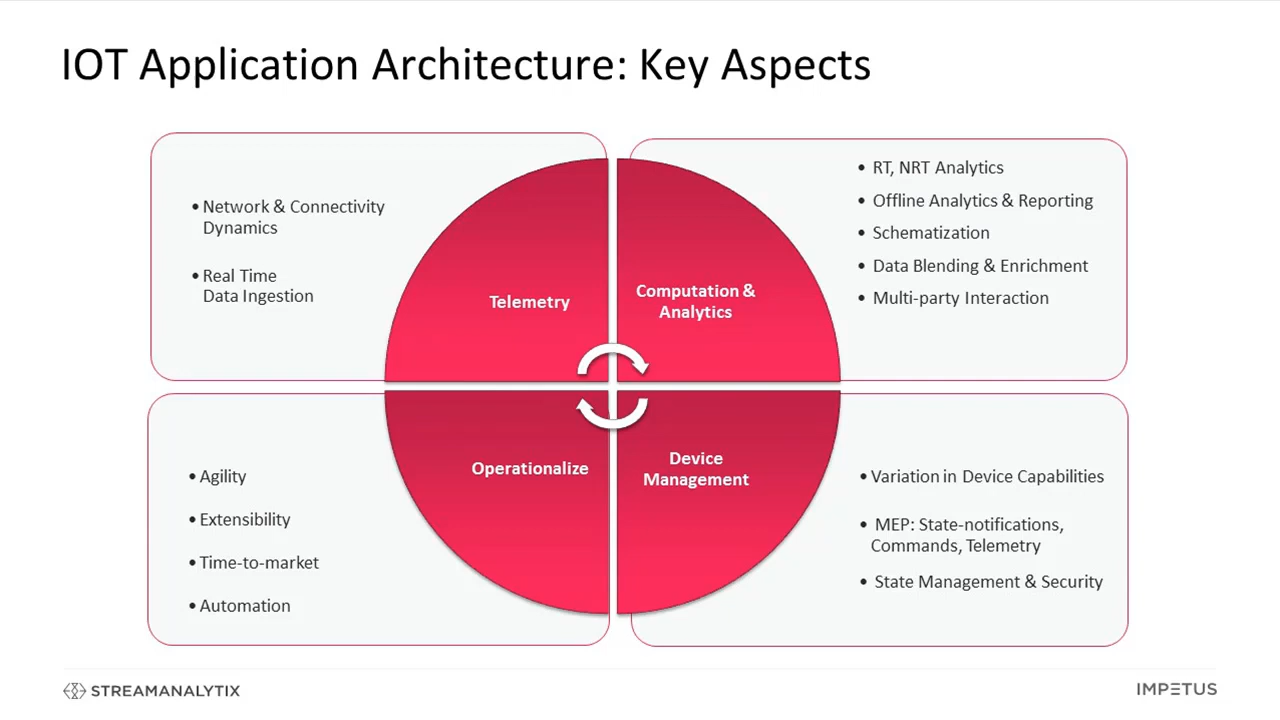 IOT Application Architecture: Key Aspects
• Network & Connectivity
Dynamics
• Real Time
Data Ingestion
Telemetry
Computation &
Analytics
• RT, NRT Analytics
• Offline Analytics & Reporting
• Schematization
• Data Blending & Enrichment
• Multi-party Interaction
• Agility
• Extensibility
• Time-to-market
• Automation
Operationalize
Device
Management
• Variation in Device Capabilities
• MEP: State-notifications,
Commands, Telemetry
• State Management & Security
STREAMANALYTIX
IMPETUS